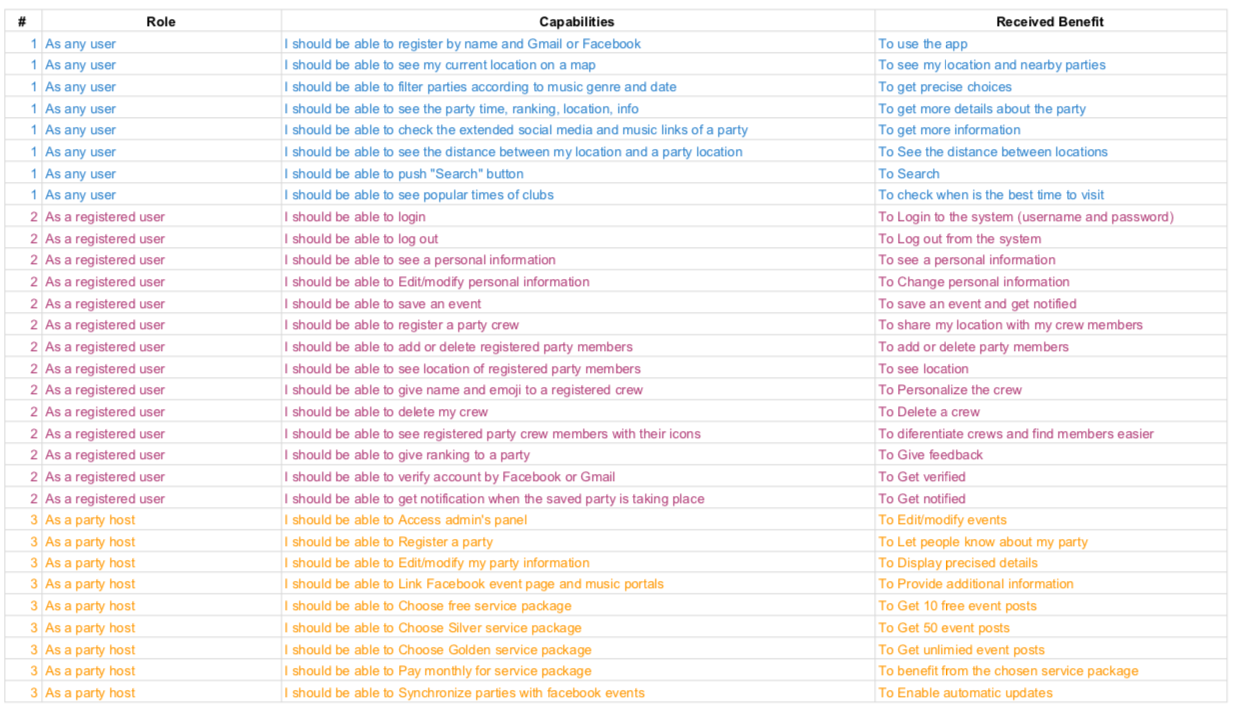 # Role Capabilities Received Benefit
1 As any user I should be able to register by name and Gmail or Facebook To use the app
1 As any user I should be able to see my current location on a map To see my location and nearby parties
1 As any user I should be able to filter parties according to music genre and date To get precise choices
1 As any user I should be able to see the party time, ranking, location, info To get more details about the party
1 As any user I should be able to check the extended social media and music links of a party To get more information
1 As any user I should be able to see the distance between my location and a party location To See the distance between locations
1 As any user I should be able to push "Search" button To Search
1 As any user I should be able to see popular times of clubs To check when is the best time to visit
2 As a registered user I should be able to login To Login to the system (username and password)
2 As a registered user I should be able to log out To Log out from the system
2 As a registered user I should be able to see a personal information To see a personal information
2 As a registered user I should be able to Edit/modify personal information To Change personal information
2 As a registered user I should be able to save an event To save an event and get notified
2 As a registered user I should be able to register a party crew To share my location with my crew members
2 As a registered user I should be able to add or delete registered party members To add or delete party members
2 As a registered user I should be able to see location of registered party members To see location
2 As a registered user I should be able to give name and emoji to a registered crew To Personalize the crew
2 As a registered user I should be able to delete my crew To Delete a crew
2 As a registered user I should be able to see registered party crew members with their icons To diferentiate crews and find members easier
2 As a registered user I should be able to give ranking to a party To Give feedback
2 As a registered user I should be able to verify account by Facebook or Gmail To Get verified
2 As a registered user I should be able to get notification when the saved party is taking place To Get notified
3 As a party host I should be able to Access admin's panel To Edit/modify events
3 As a party host I should be able to Register a party To Let people know about my party
3 As a party host I should be able to Edit/modify my party information To Display precised details
3 As a party host I should be able to Link Facebook event page and music portals To Provide additional information
3 As a party host I should be able to Choose free service package To Get 10 free event posts
3 As a party host I should be able to Choose Silver service package To Get 50 event posts
3 As a party host I should be able to Choose Golden service package To Get unlimied event posts
3 As a party host I should be able to Pay monthly for service package To benefit from the chosen service package
3 As a party host I should be able to Synchronize parties with facebook events To Enable automatic updates